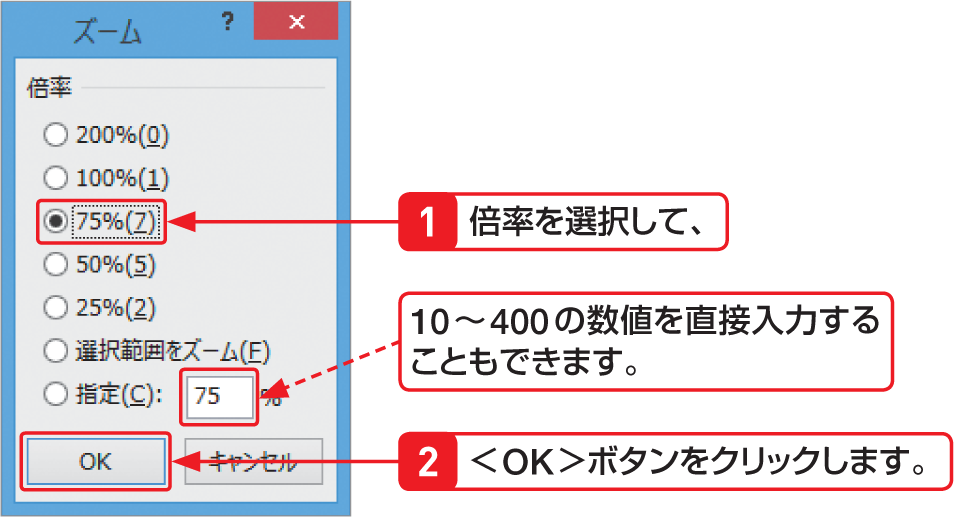 ズーム ? ×
倍率
200%(0)
100%(1)
75%(7)
1 倍率を選択して、
50%(5)
25%(2)
選択範囲をズーム(F)
指定(C): 75 %
10～400の数値を直接入力する
こともできます。
OK
キャンセル
2 ＜OK＞ボタンをクリックします。